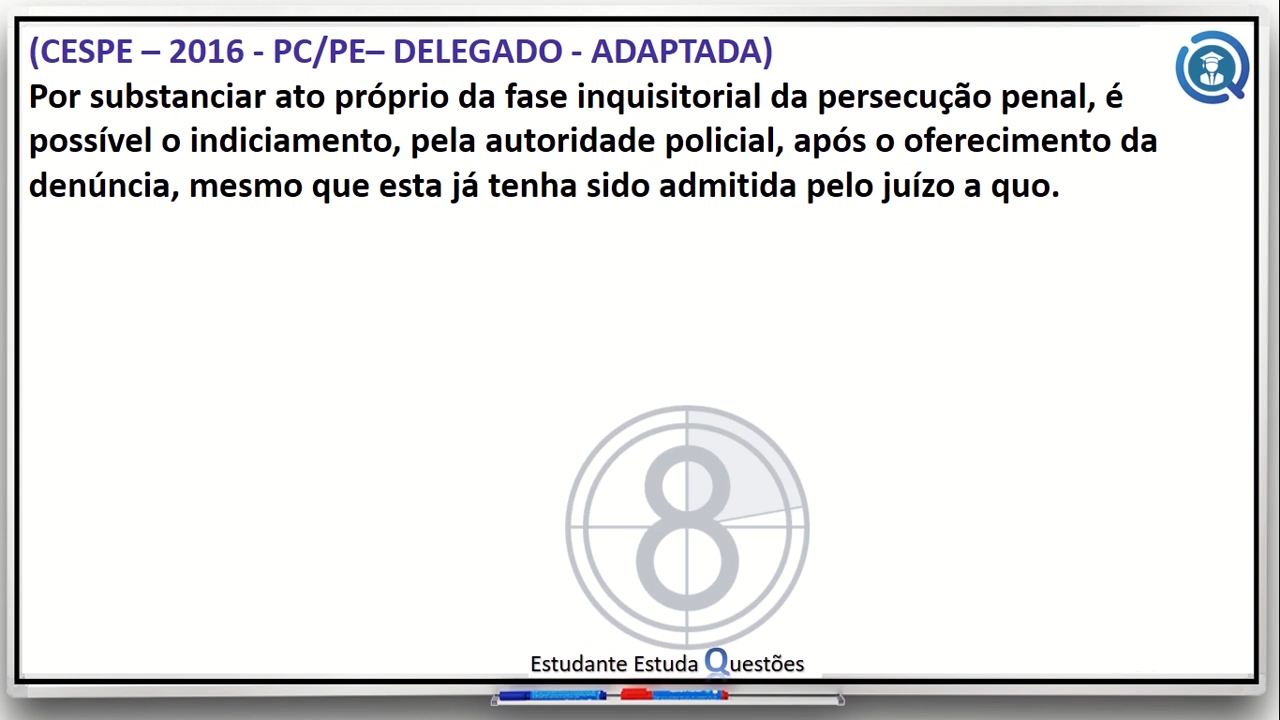 (CESPE – 2016 - PC/PE– DELEGADO - ADAPTADA)
Por substanciar ato próprio da fase inquisitorial da persecução penal, é
possível o indiciamento, pela autoridade policial, após o oferecimento da
denúncia, mesmo que esta já tenha sido admitida pelo juízo a quo.
8
Estudante Estuda Questões